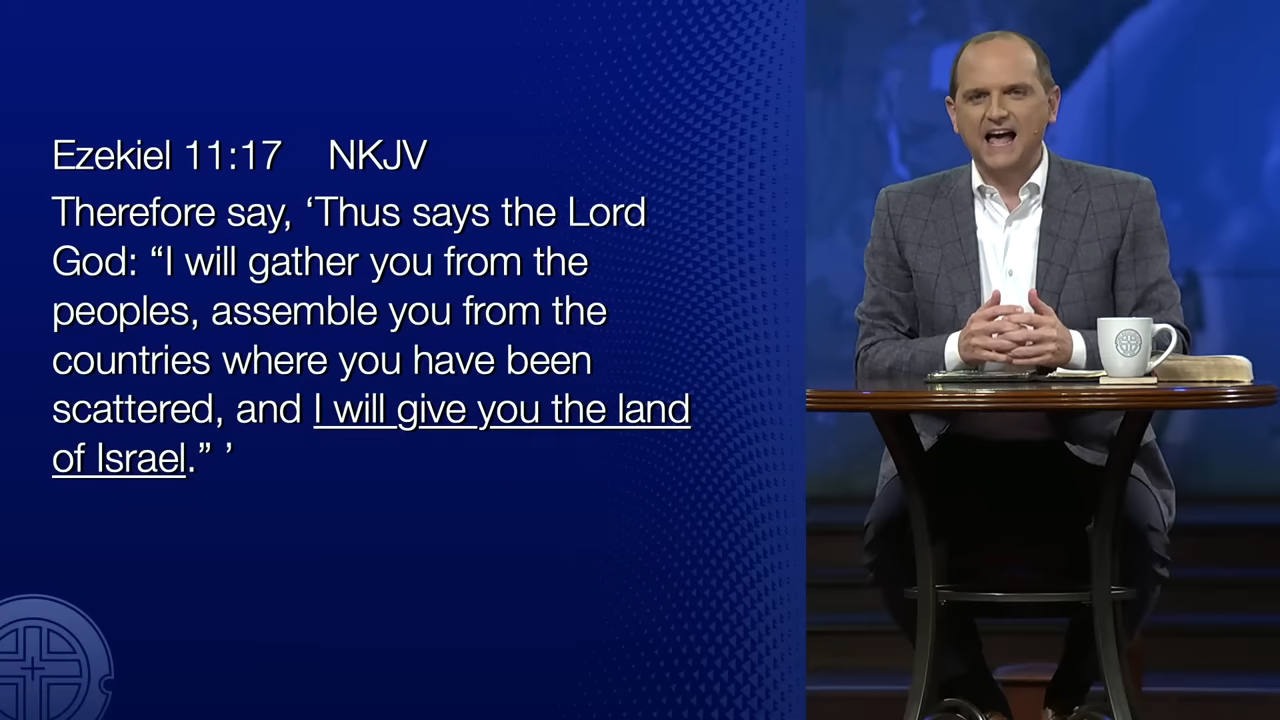 Ezekiel 11:17 NKJV
Therefore say, ‘Thus says the Lord
God: “I will gather you from the
peoples, assemble you from the
countries where you have been
scattered, and I will give you the land
of Israel.” ’